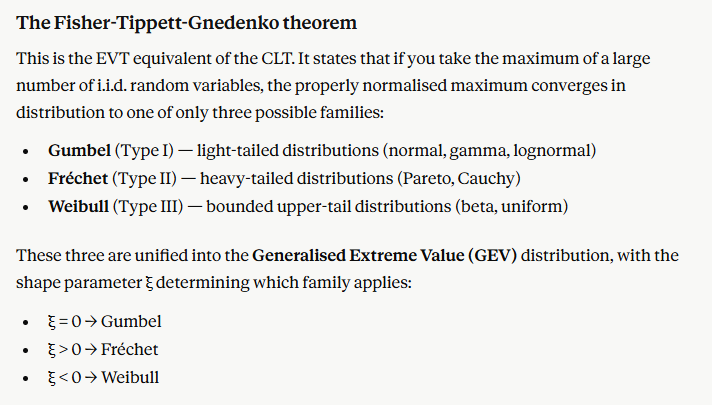 The Fisher-Tippett-Gnedenko theorem
This is the EVT equivalent of the CLT. It states that if you take the maximum of a large
number of i.i.d. random variables, the properly normalised maximum converges in
distribution to one of only three possible families:
• Gumbel (Type I) — light-tailed distributions (normal, gamma, lognormal)
• Fréchet (Type II) — heavy-tailed distributions (Pareto, Cauchy)
• Weibull (Type III) — bounded upper-tail distributions (beta, uniform)
These three are unified into the Generalised Extreme Value (GEV) distribution, with the
shape parameter ξ determining which family applies:
• ξ = 0 → Gumbel
• ξ > 0 → Fréchet
• ξ < 0 → Weibull